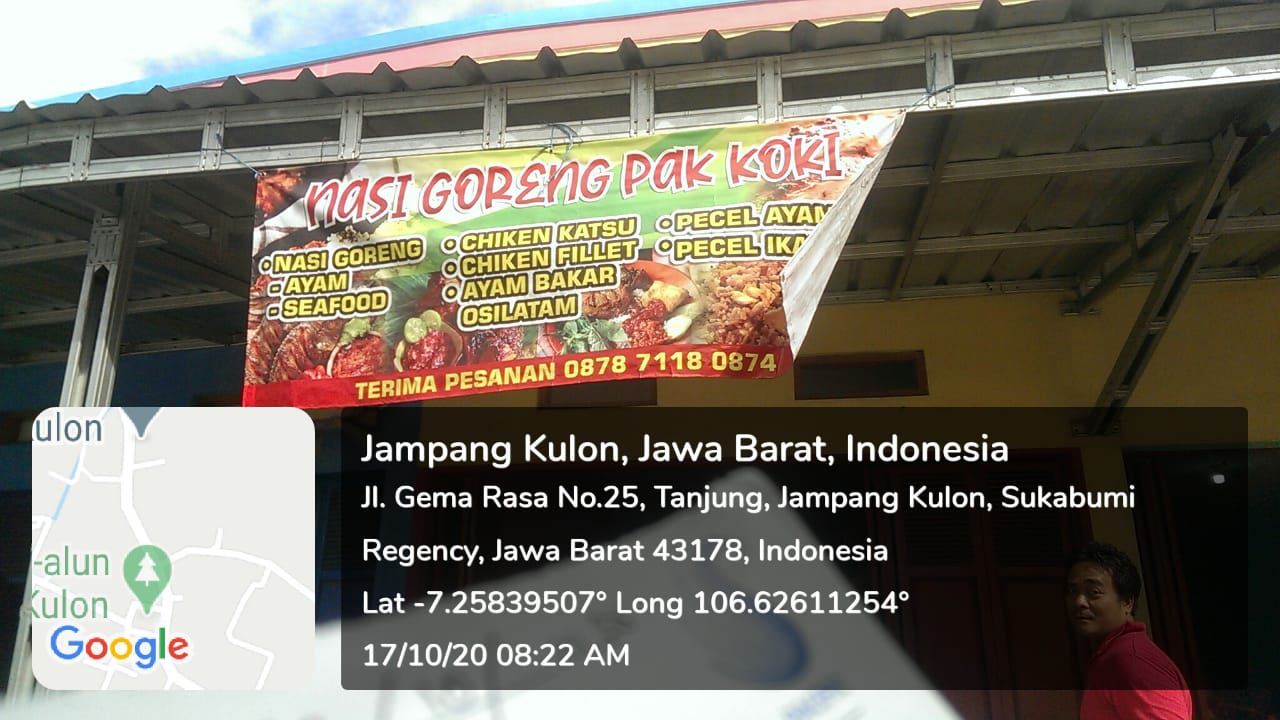 NASI GORENG PAK KOKI
• NASI GORENG
- AYAM
- SEAFOOD
• CHIKEN KATSU
• CHIKEN FILLET
• AYAM BAKAR
OSILATAM
• PECEL AYAM
• PECEL IKA
TERIMA PESANAN 0878 7118 0874
ulon
-alun
Kulon
Google
Jampang Kulon, Jawa Barat, Indonesia
Jl. Gema Rasa No.25, Tanjung, Jampang Kulon, Sukabumi
Regency, Jawa Barat 43178, Indonesia
Lat -7.25839507° Long 106.62611254°
17/10/20 08:22 AM